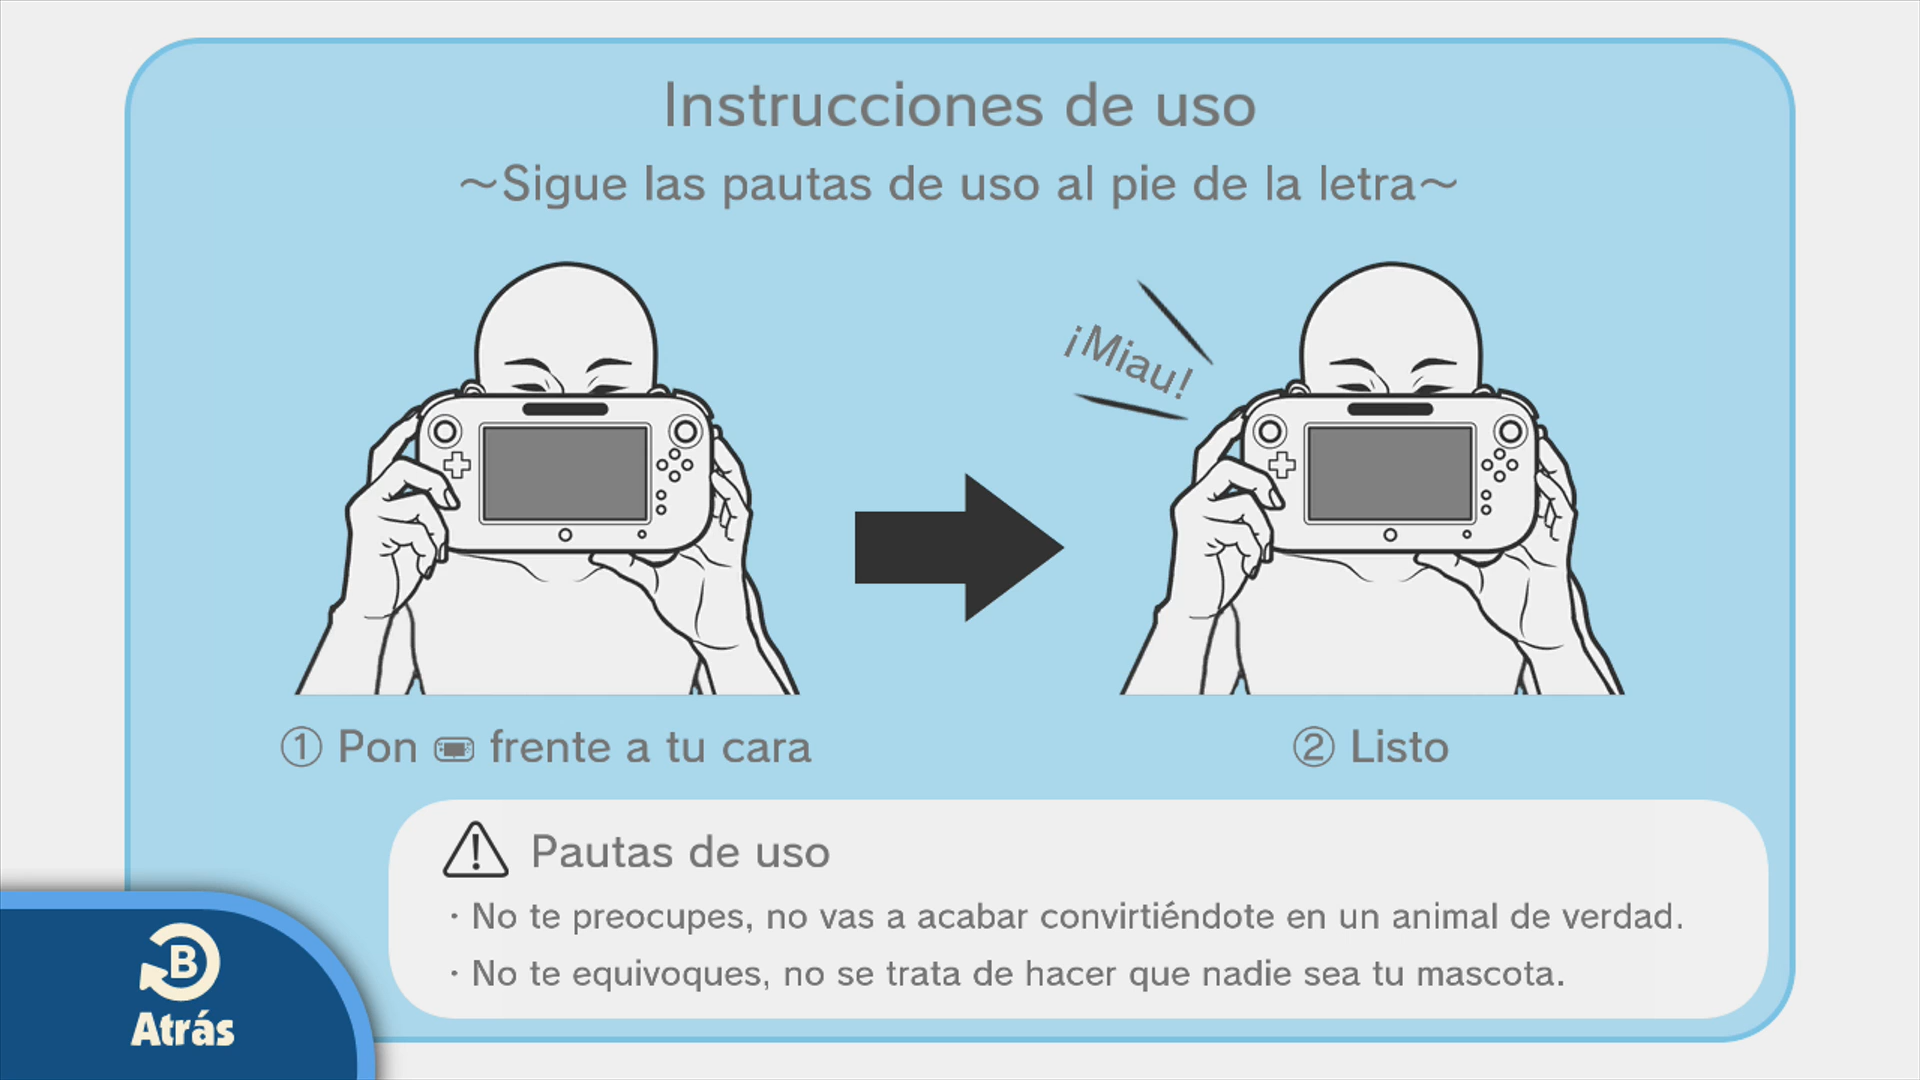 Instrucciones de uso
～Sigue las pautas de uso al pie de la letra～
¡Miau!
① Pon frente a tu cara
② Listo
Pautas de uso
・No te preocupes, no vas a acabar convirtiéndote en un animal de verdad.
・No te equivoques, no se trata de hacer que nadie sea tu mascota.
B
Atrás